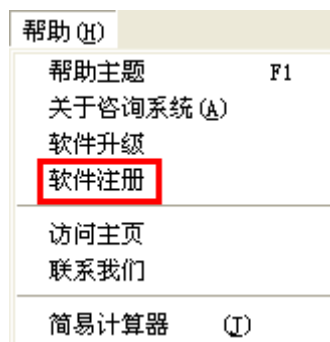 帮助(H)
帮助主题 F1
关于咨询系统(A)
软件升级
软件注册
访问主页
联系我们
简易计算器 (T)